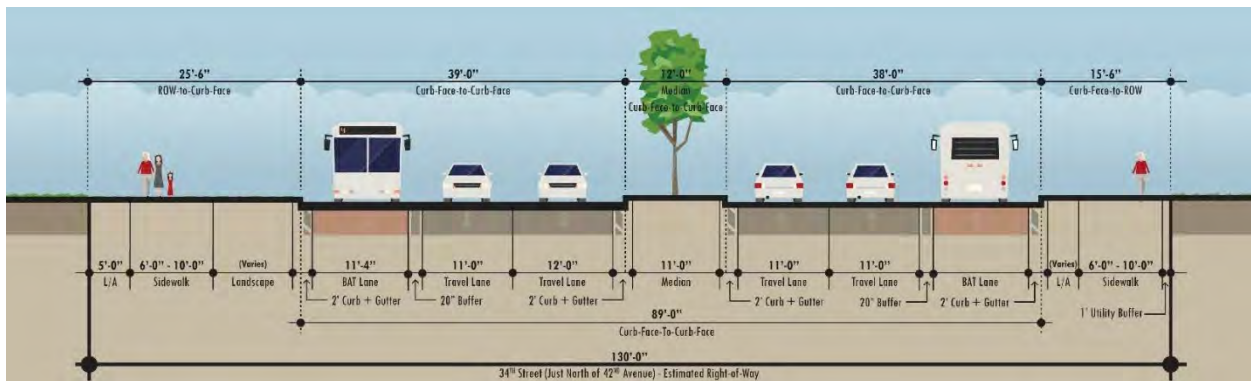 25'-6"
ROW-to-Curb-Face
39'-0"
Curb-Face-to-Curb-Face
12'-0"
Median
Curb-Face-to-Curb-Face
38'-0"
Curb-Face-to-Curb-Face
15'-6"
Curb-Face-to-ROW
5'-0"
L/A
6'-0" - 10'-0"
Sidewalk
(Varies)
Landscape
2' Curb + Gutter
11'-4"
BAT Lane
20" Buffer
11'-0"
Travel Lane
12'-0"
Travel Lane
2' Curb + Gutter
11'-0"
Median
2' Curb + Gutter
11'-0"
Travel Lane
11'-0"
Travel Lane
20" Buffer
11'-0"
BAT Lane
2' Curb + Gutter
(Varies)
L/A
6'-0" - 10'-0"
Sidewalk
1' Utility Buffer
89'-0"
Curb-Face-To-Curb-Face
130'-0"
34TH Street (Just North of 42ND Avenue) - Estimated Right-of-Way